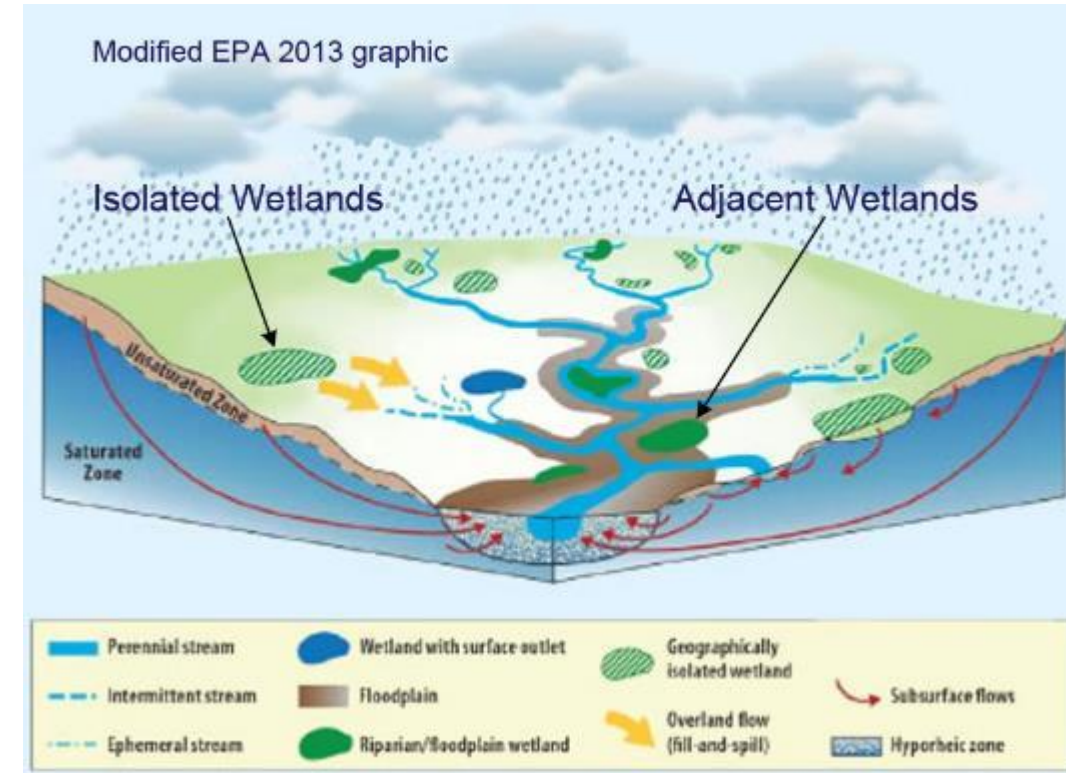 Modified EPA 2013 graphic
Isolated Wetlands
Adjacent Wetlands
Unsaturated Zone
Saturated
Zone
Perennial stream
Intermittent stream
Ephemeral stream
Wetland with surface outlet
Floodplain
Riparian/floodplain wetland
Geographically
isolated wetland
Overland flow
(fill-and-spill)
Subsurface flows
Hyporheic zone